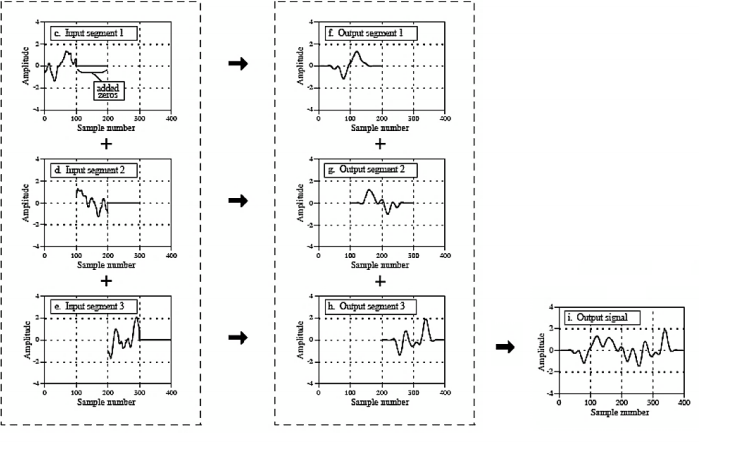 c. Input segment 1
4
2
0
-2
-4
Amplitude
added
zeros
0 100 200 300 400
Sample number
+
d. Input segment 2
4
2
0
-2
-4
Amplitude
0 100 200 300 400
Sample number
+
e. Input segment 3
4
2
0
-2
-4
Amplitude
0 100 200 300 400
Sample number
f. Output segment 1
4
2
0
-2
-4
Amplitude
0 100 200 300 400
Sample number
+
g. Output segment 2
4
2
0
-2
-4
Amplitude
0 100 200 300 400
Sample number
+
h. Output segment 3
4
2
0
-2
-4
Amplitude
0 100 200 300 400
Sample number
i. Output signal
4
2
0
-2
-4
Amplitude
0 100 200 300 400
Sample number